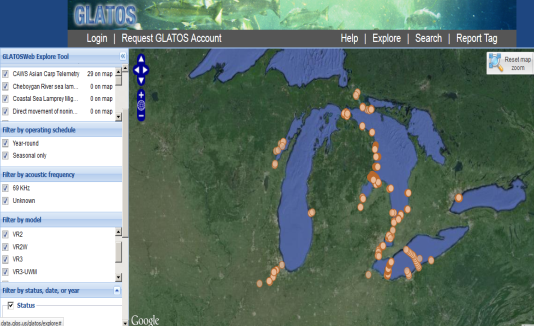 GLATOS
Login | Request GLATOS Account
Help | Explore | Search | Report Tag
GLATOSWeb Explore Tool
CAWS Asian Carp Telemetry 29 on map
Cheboygan River sea lam... 0 on map
Coastal Sea Lamprey Mig... 0 on map
Direct movement of nonin... 0 on map
Filter by operating schedule
Year-round
Seasonal only
Filter by acoustic frequency
69 KHz
Unknown
Filter by model
VR2
VR2W
VR3
VR3-UWM
Filter by status, date, or year
Status
data.glos.us/glatos/explore#
Reset map
zoom
Google